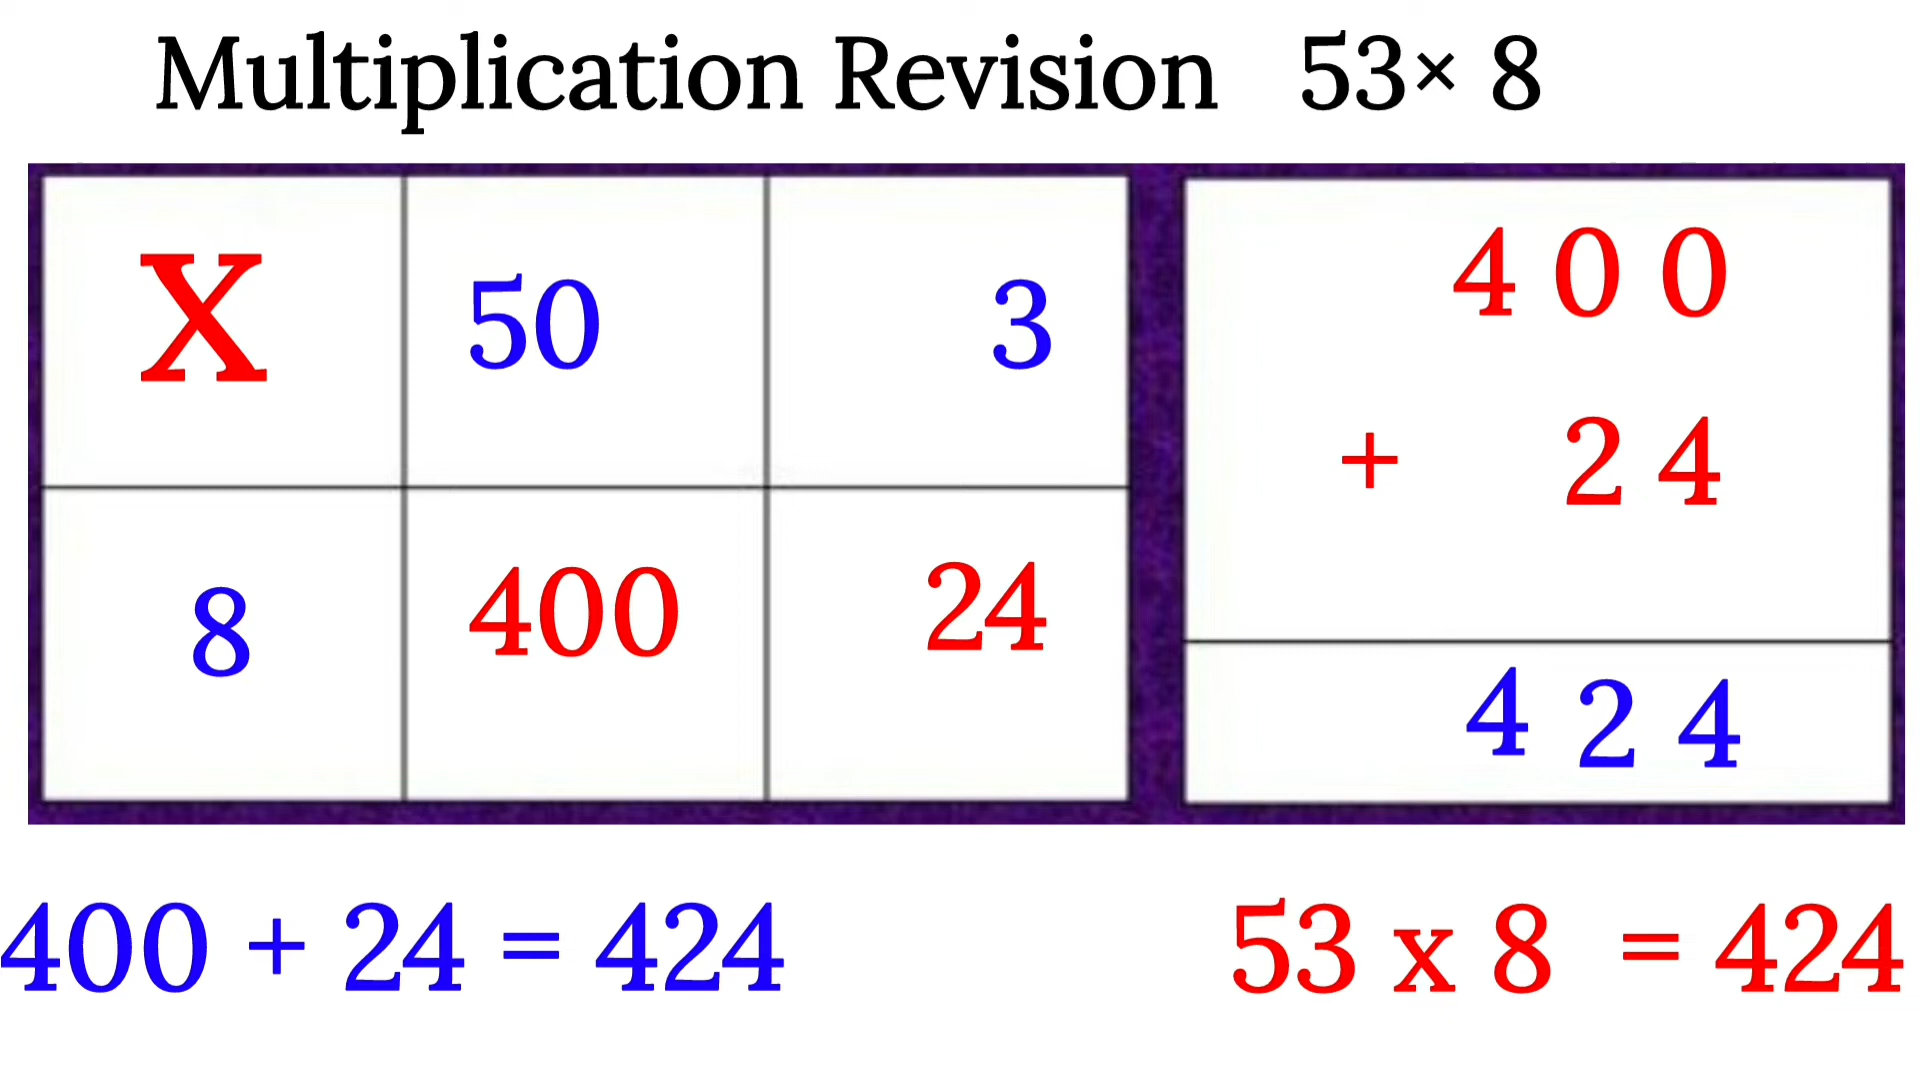 Multiplication Revision 53× 8
X 50 3
8 400 24
4 0 0
+ 2 4
4 2 4
400 + 24 = 424
53 x 8 = 424